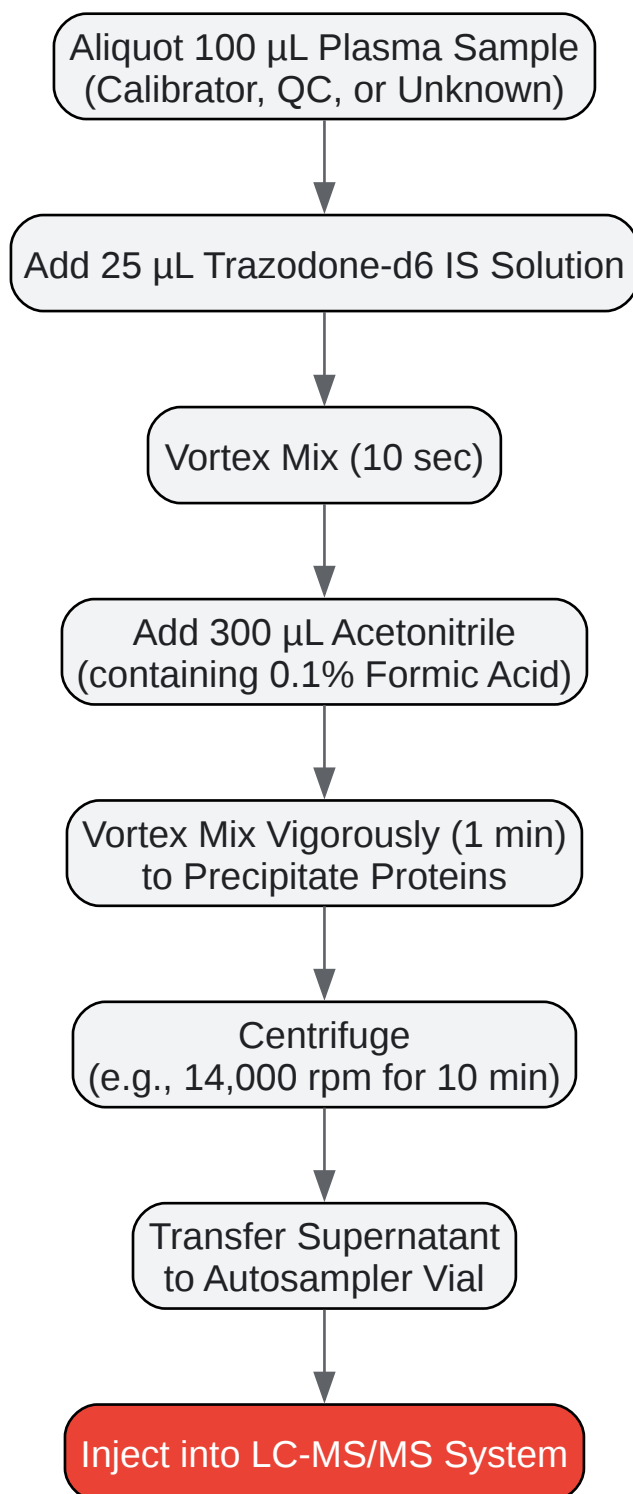 Aliquot 100 µL Plasma Sample
(Calibrator, QC, or Unknown)
Add 25 µL Trazodone-d6 IS Solution
Vortex Mix (10 sec)
Add 300 µL Acetonitrile
(containing 0.1% Formic Acid)
Vortex Mix Vigorously (1 min)
to Precipitate Proteins
Centrifuge
(e.g., 14,000 rpm for 10 min)
Transfer Supernatant
to Autosampler Vial
Inject into LC-MS/MS System